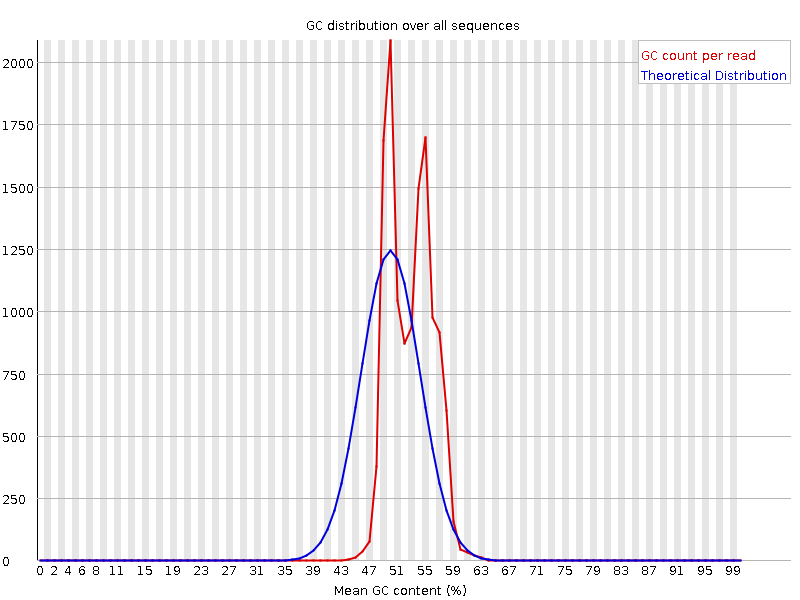 GC distribution over all sequences
GC count per read
Theoretical Distribution
2000
1750
1500
1250
1000
750
500
250
0
0 2 4 6 8 11 15 19 23 27 31 35 39 43 47 51 55 59 63 67 71 75 79 83 87 91 95 99
Mean GC content (%)